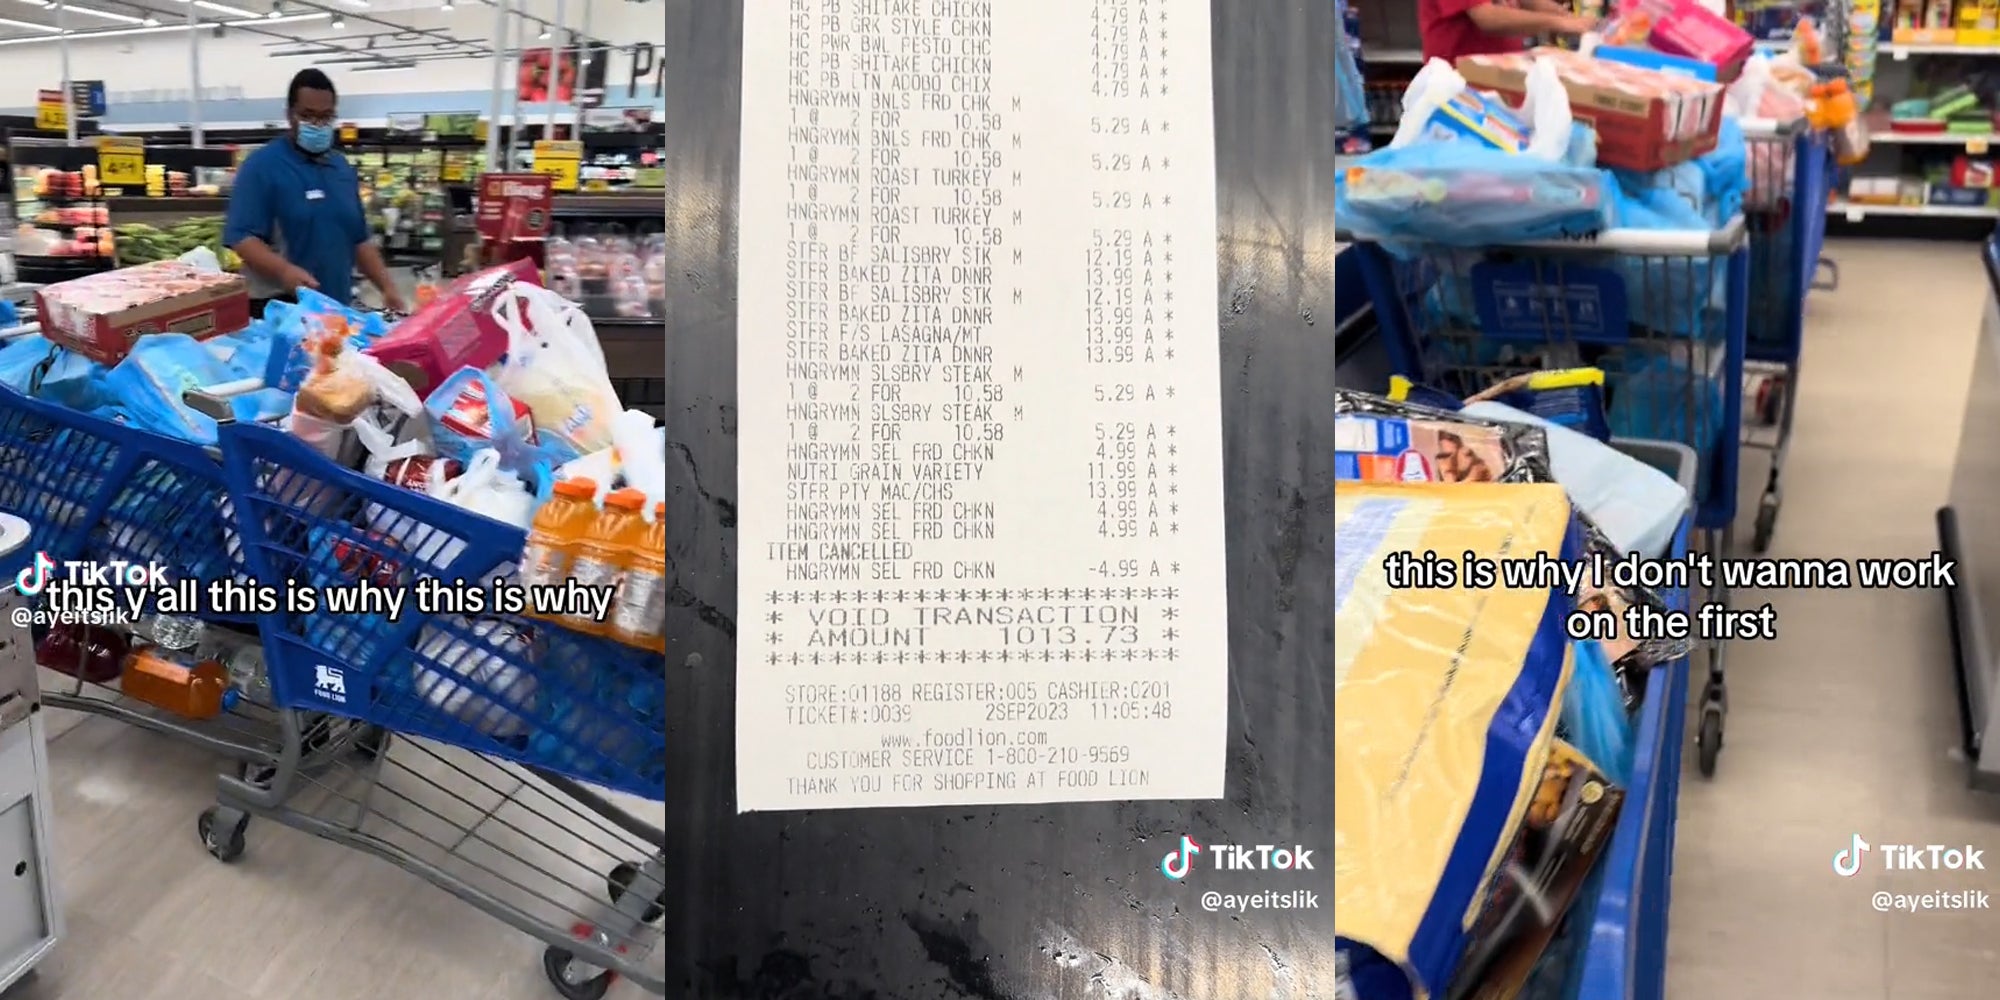 4.99
Bing
FOOD LION
TikTok
@ayeitslik
this y'all this is why this is why
HC PB SHITAKE CHICKN
HC PB GRK STYLE CHKN 4.79 A *
HC PWR BWL PESTO CHC 4.79 A *
HC PB SHITAKE CHICKN 4.79 A *
HC PB LTN ADOBO CHIX 4.79 A *
HNGRYMN BNLS FRD CHK M
1 @ 2 FOR 10.58 5.29 A *
HNGRYMN BNLS FRD CHK M
1 @ 2 FOR 10.58 5.29 A *
HNGRYMN ROAST TURKEY M
1 @ 2 FOR 10.58 5.29 A *
HNGRYMN ROAST TURKEY M
1 @ 2 FOR 10.58 5.29 A *
STFR BF SALISBRY STK M 12.19 A *
STFR BAKED ZITA DNNR 13.99 A *
STFR BF SALISBRY STK M 12.19 A *
STFR BAKED ZITA DNNR 13.99 A *
STFR F/S LASAGNA/MT 13.99 A *
STFR BAKED ZITA DNNR 13.99 A *
HNGRYMN SLSBRY STEAK M
1 @ 2 FOR 10.58 5.29 A *
HNGRYMN SLSBRY STEAK M
1 @ 2 FOR 10.58 5.29 A *
HNGRYMN SEL FRD CHKN 4.99 A *
NUTRI GRAIN VARIETY 11.99 A *
STFR PTY MAC/CHS 13.99 A *
HNGRYMN SEL FRD CHKN 4.99 A *
HNGRYMN SEL FRD CHKN 4.99 A *
ITEM CANCELLED
HNGRYMN SEL FRD CHKN -4.99 A *
***************************
* VOID TRANSACTION *
* AMOUNT 1013.73 *
***************************
STORE:01188 REGISTER:005 CASHIER:0201
TICKET#:0039 2SEP2023 11:05:48
www.foodlion.com
CUSTOMER SERVICE 1-800-210-9569
THANK YOU FOR SHOPPING AT FOOD LION
TikTok
@ayeitslik
this is why I don't wanna work
on the first
TikTok
@ayeitslik